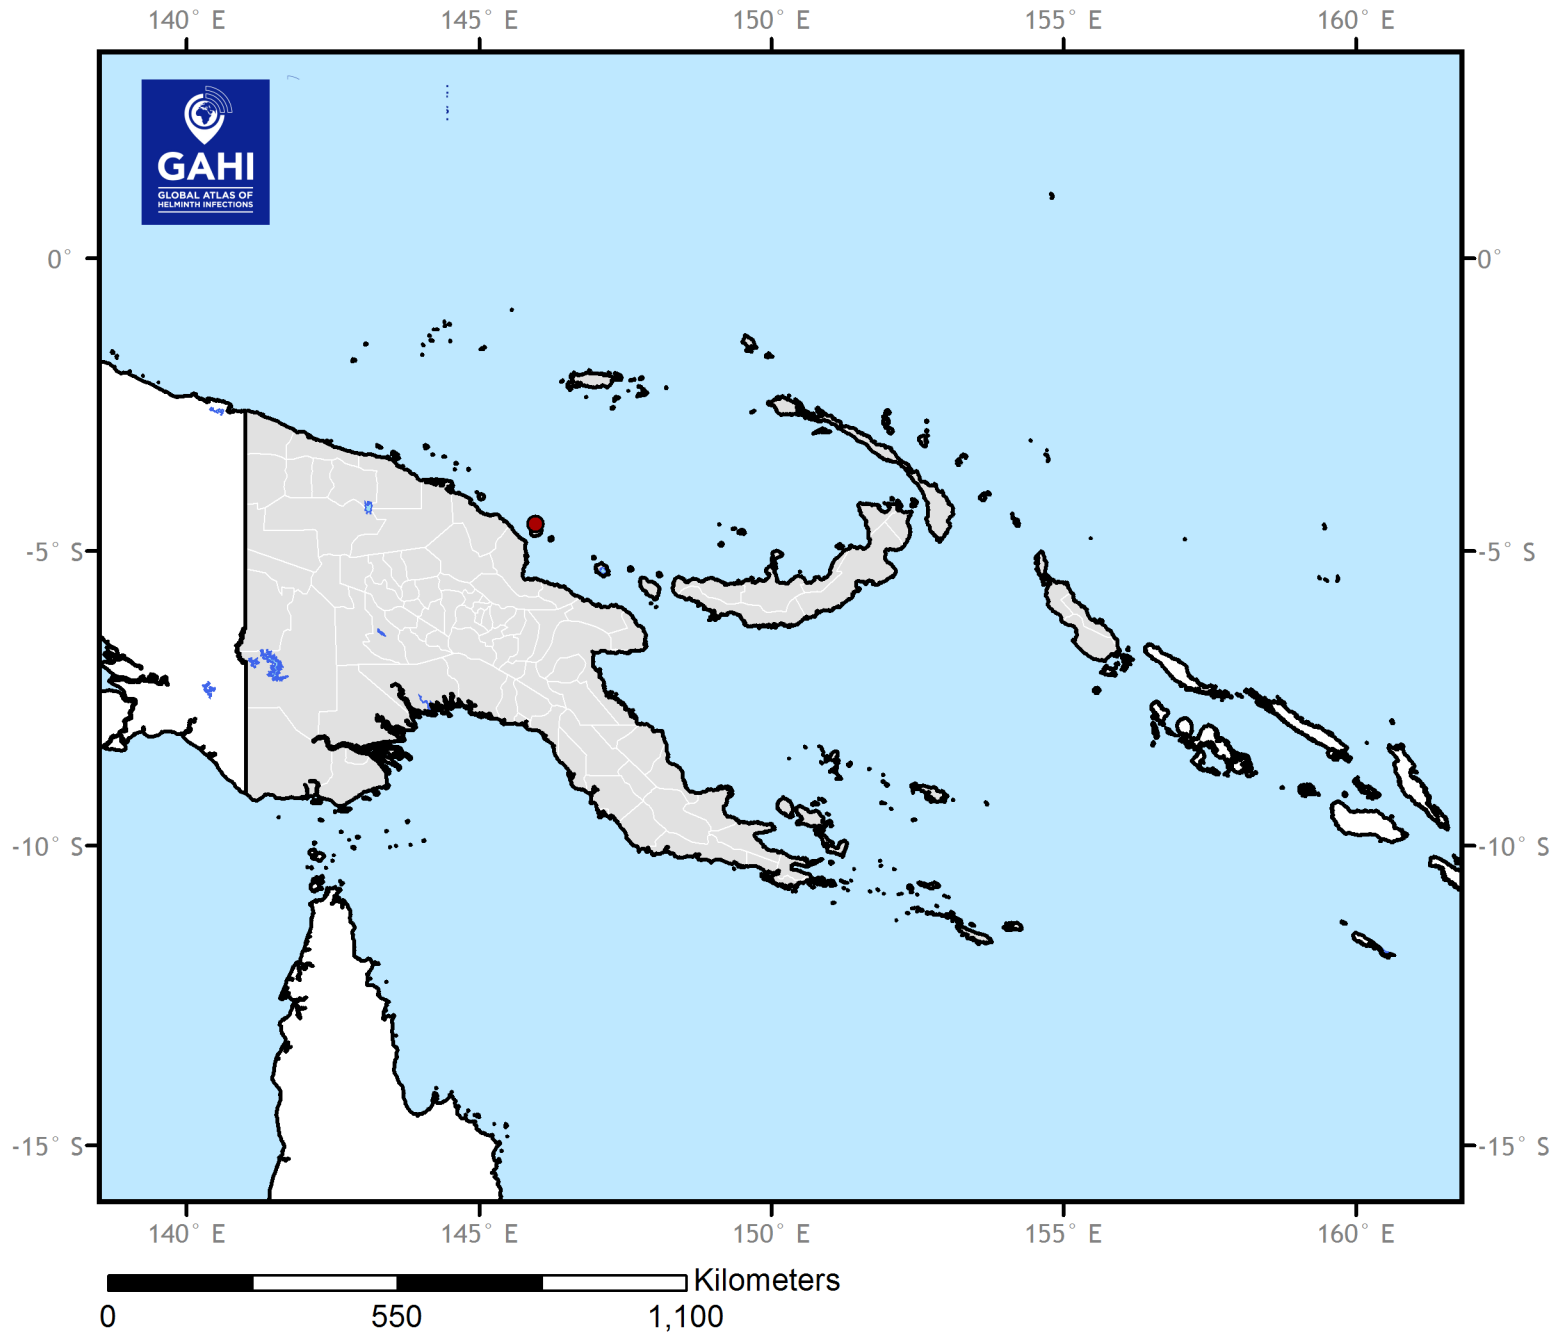 140° E 145° E 150° E 155° E 160° E
GAHI
GLOBAL ATLAS OF
HELMINTH INFECTIONS
0° 0°
-5° S -5° S
-10° S -10° S
-15° S -15° S
140° E 145° E 150° E 155° E 160° E
Kilometers
0 550 1,100